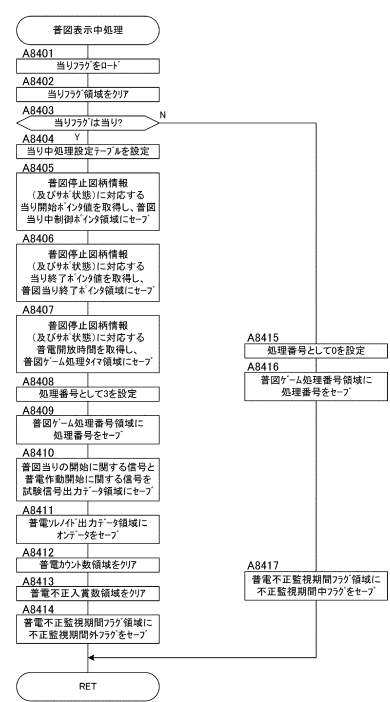 普図表示中処理
A8401
当りフラグをロード
A8402
当りフラグ領域をクリア
A8403
当りフラグは当り?
N
Y
A8404
当り中処理設定テーブルを設定
A8405
普図停止図柄情報
(及びサポ状態)に対応する
当り開始ポインタ値を取得し、普図
当り中制御ポインタ領域にセーブ
A8406
普図停止図柄情報
(及びサポ状態)に対応する
当り終了ポインタ値を取得し、
普図当り終了ポインタ領域にセーブ
A8407
普図停止図柄情報
(及びサポ状態)に対応する
普電開放時間を取得し、
普図ゲーム処理タイマ領域にセーブ
A8408
処理番号として3を設定
A8409
普図ゲーム処理番号領域に
処理番号をセーブ
A8410
普図当りの開始に関する信号と
普電作動開始に関する信号を
試験信号出力データ領域にセーブ
A8411
普電ソレノイド出力データ領域に
オンデータをセーブ
A8412
普電カウント数領域をクリア
A8413
普電不正入賞数領域をクリア
A8414
普電不正監視期間フラグ領域に
不正監視期間外フラグをセーブ
A8415
処理番号として0を設定
A8416
普図ゲーム処理番号領域に
処理番号をセーブ
A8417
普電不正監視期間フラグ領域に
不正監視期間中フラグをセーブ
RET